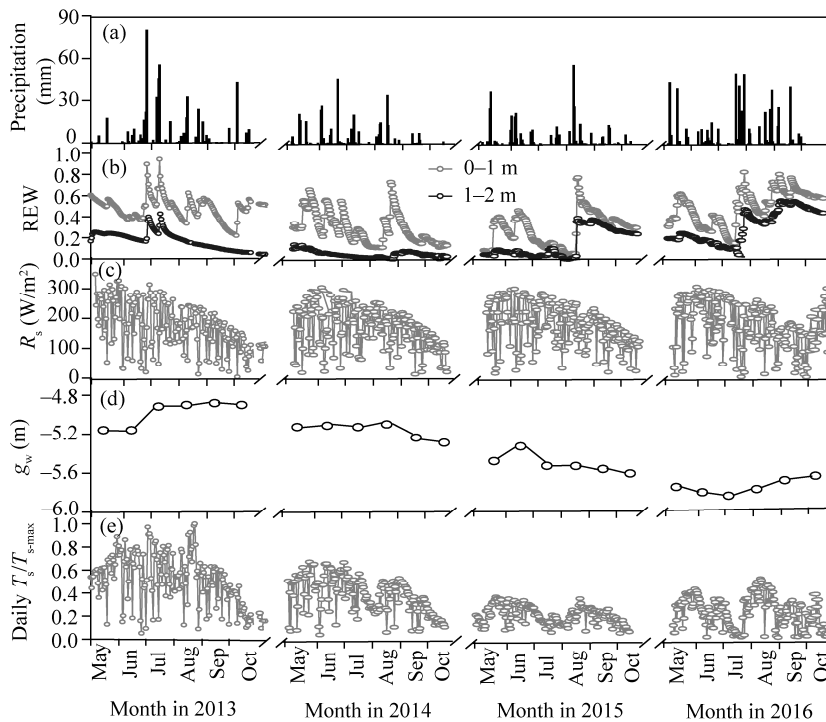 (a)
Precipitation
(mm)
90
60
30
0
(b)
REW
1.0
0.8
0.6
0.4
0.2
0.0
0–1 m
1–2 m
(c)
Rs (W/m²)
300
200
100
0
(d)
gw (m)
−4.8
−5.2
−5.6
−6.0
(e)
Daily Ts/Ts-max
1.0
0.8
0.6
0.4
0.2
0.0
May Jun Jul Aug Sep Oct
May Jun Jul Aug Sep Oct
May Jun Jul Aug Sep Oct
May Jun Jul Aug Sep Oct
Month in 2013
Month in 2014
Month in 2015
Month in 2016